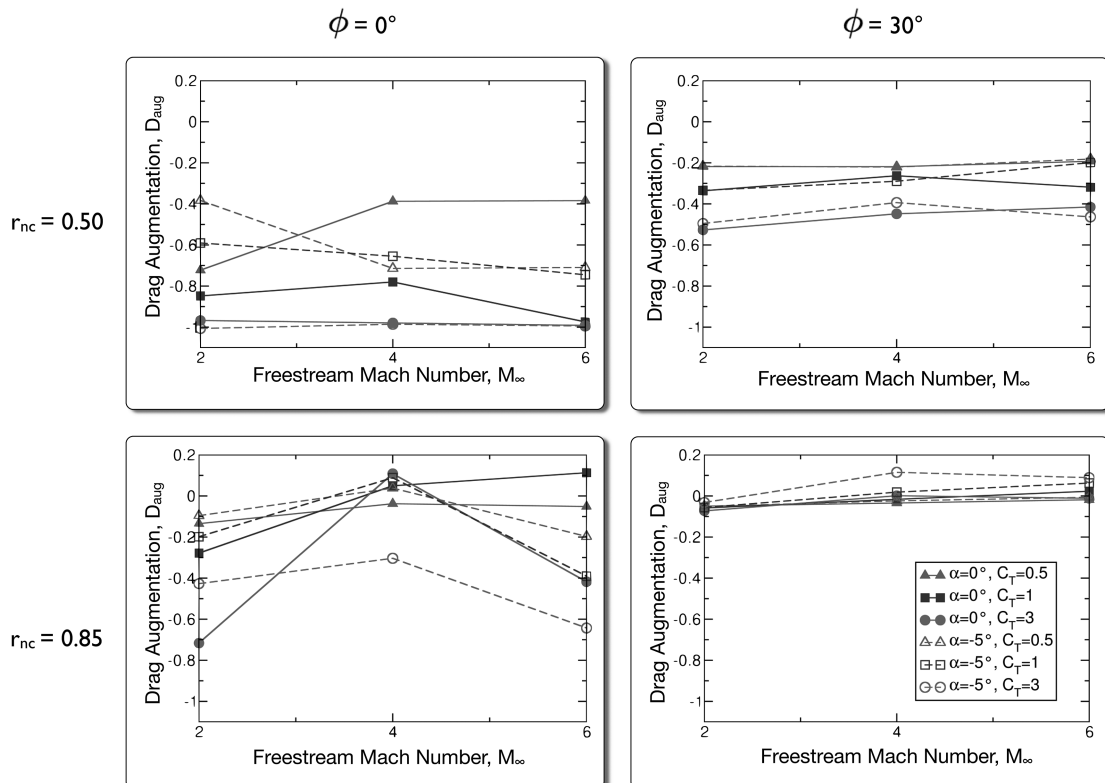 ϕ = 0°
ϕ = 30°
r_nc = 0.50
Drag Augmentation, D_aug
0.2
0
-0.2
-0.4
-0.6
-0.8
-1
2
4
6
Freestream Mach Number, M_∞
Drag Augmentation, D_aug
0.2
0
-0.2
-0.4
-0.6
-0.8
-1
2
4
6
Freestream Mach Number, M_∞
r_nc = 0.85
Drag Augmentation, D_aug
0.2
0
-0.2
-0.4
-0.6
-0.8
-1
2
4
6
Freestream Mach Number, M_∞
Drag Augmentation, D_aug
0.2
0
-0.2
-0.4
-0.6
-0.8
-1
2
4
6
Freestream Mach Number, M_∞
α=0°, C_T=0.5
α=0°, C_T=1
α=0°, C_T=3
α=-5°, C_T=0.5
α=-5°, C_T=1
α=-5°, C_T=3